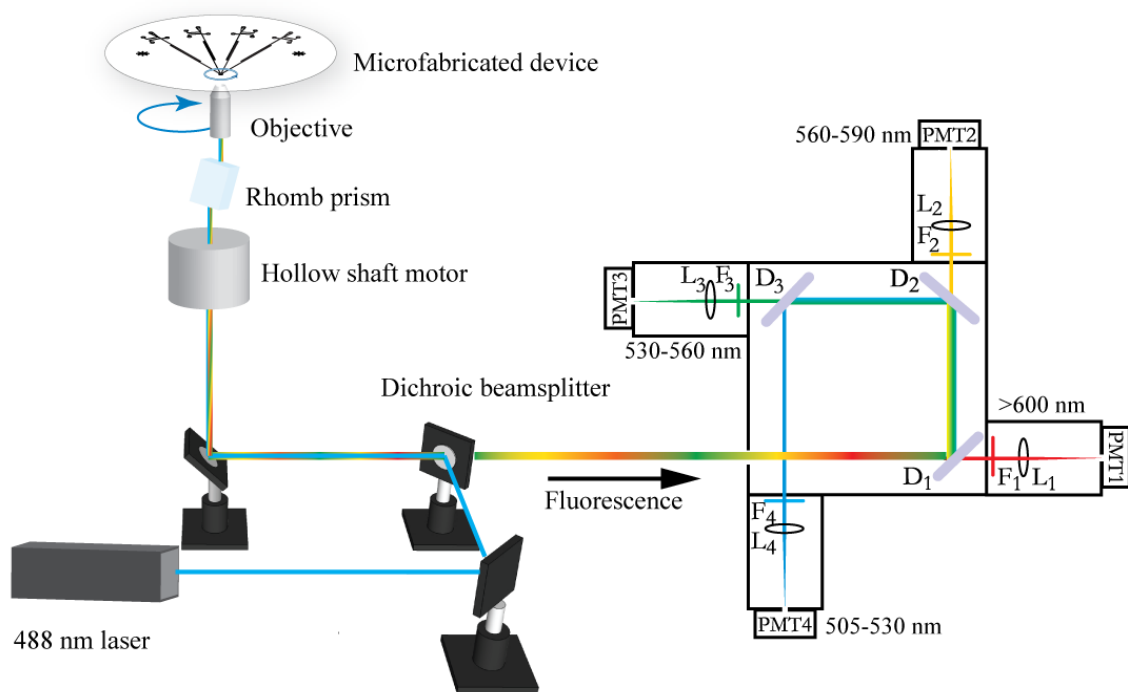 Microfabricated device
Objective
Rhomb prism
Hollow shaft motor
Dichroic beamsplitter
488 nm laser
Fluorescence
560-590 nm
PMT2
L2
F2
D3
D2
L3
F3
PMT3
530-560 nm
>600 nm
D1
F1
L1
PMT1
F4
L4
PMT4
505-530 nm